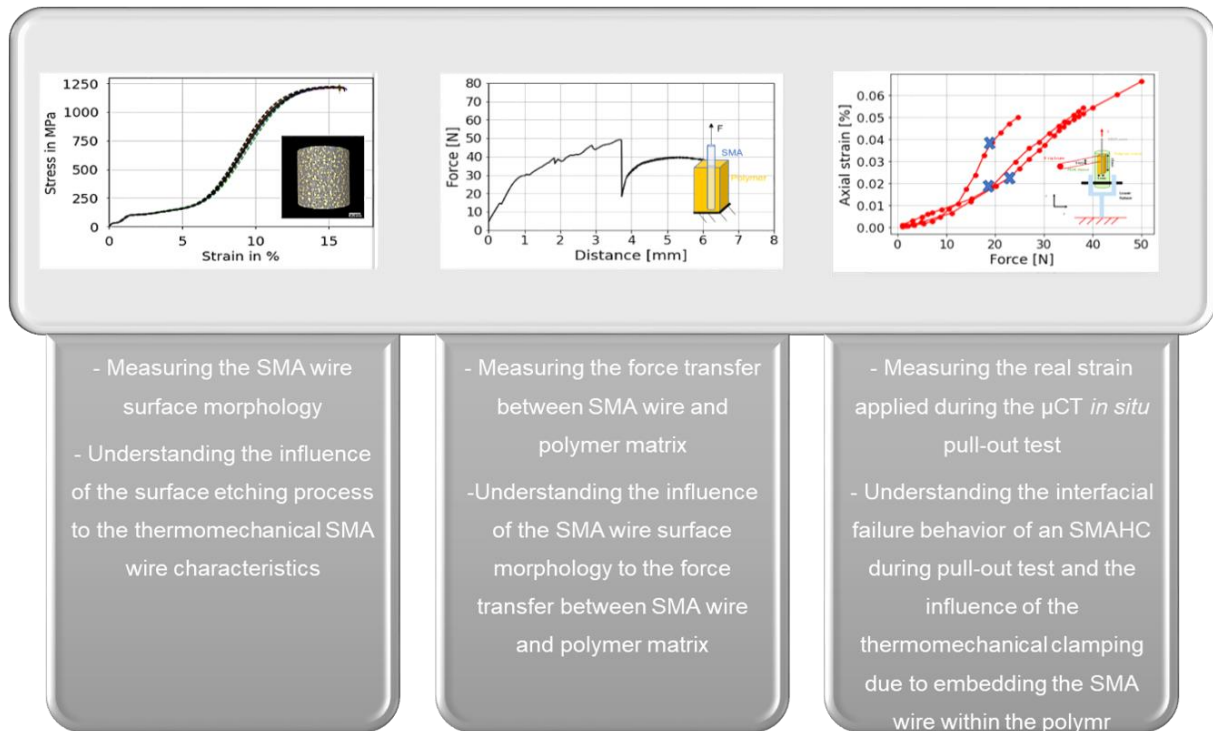 1250
1000
750
500
250
0
Stress in MPa
0 5 10 15
Strain in %
80
70
60
50
40
30
20
10
0
Force [N]
F
SMA
Polymer
0 1 2 3 4 5 6 7 8
Distance [mm]
0.06
0.05
0.04
0.03
0.02
0.01
0.00
Axial strain [%]
0 10 20 30 40 50
Force [N]
- Measuring the SMA wire
surface morphology
- Understanding the influence
of the surface etching process
to the thermomechanical SMA
wire characteristics
- Measuring the force transfer
between SMA wire and
polymer matrix
-Understanding the influence
of the SMA wire surface
morphology to the force
transfer between SMA wire
and polymer matrix
- Measuring the real strain
applied during the µCT in situ
pull-out test
- Understanding the interfacial
failure behavior of an SMAHC
during pull-out test and the
influence of the
thermomechanical clamping
due to embedding the SMA
wire within the polymr